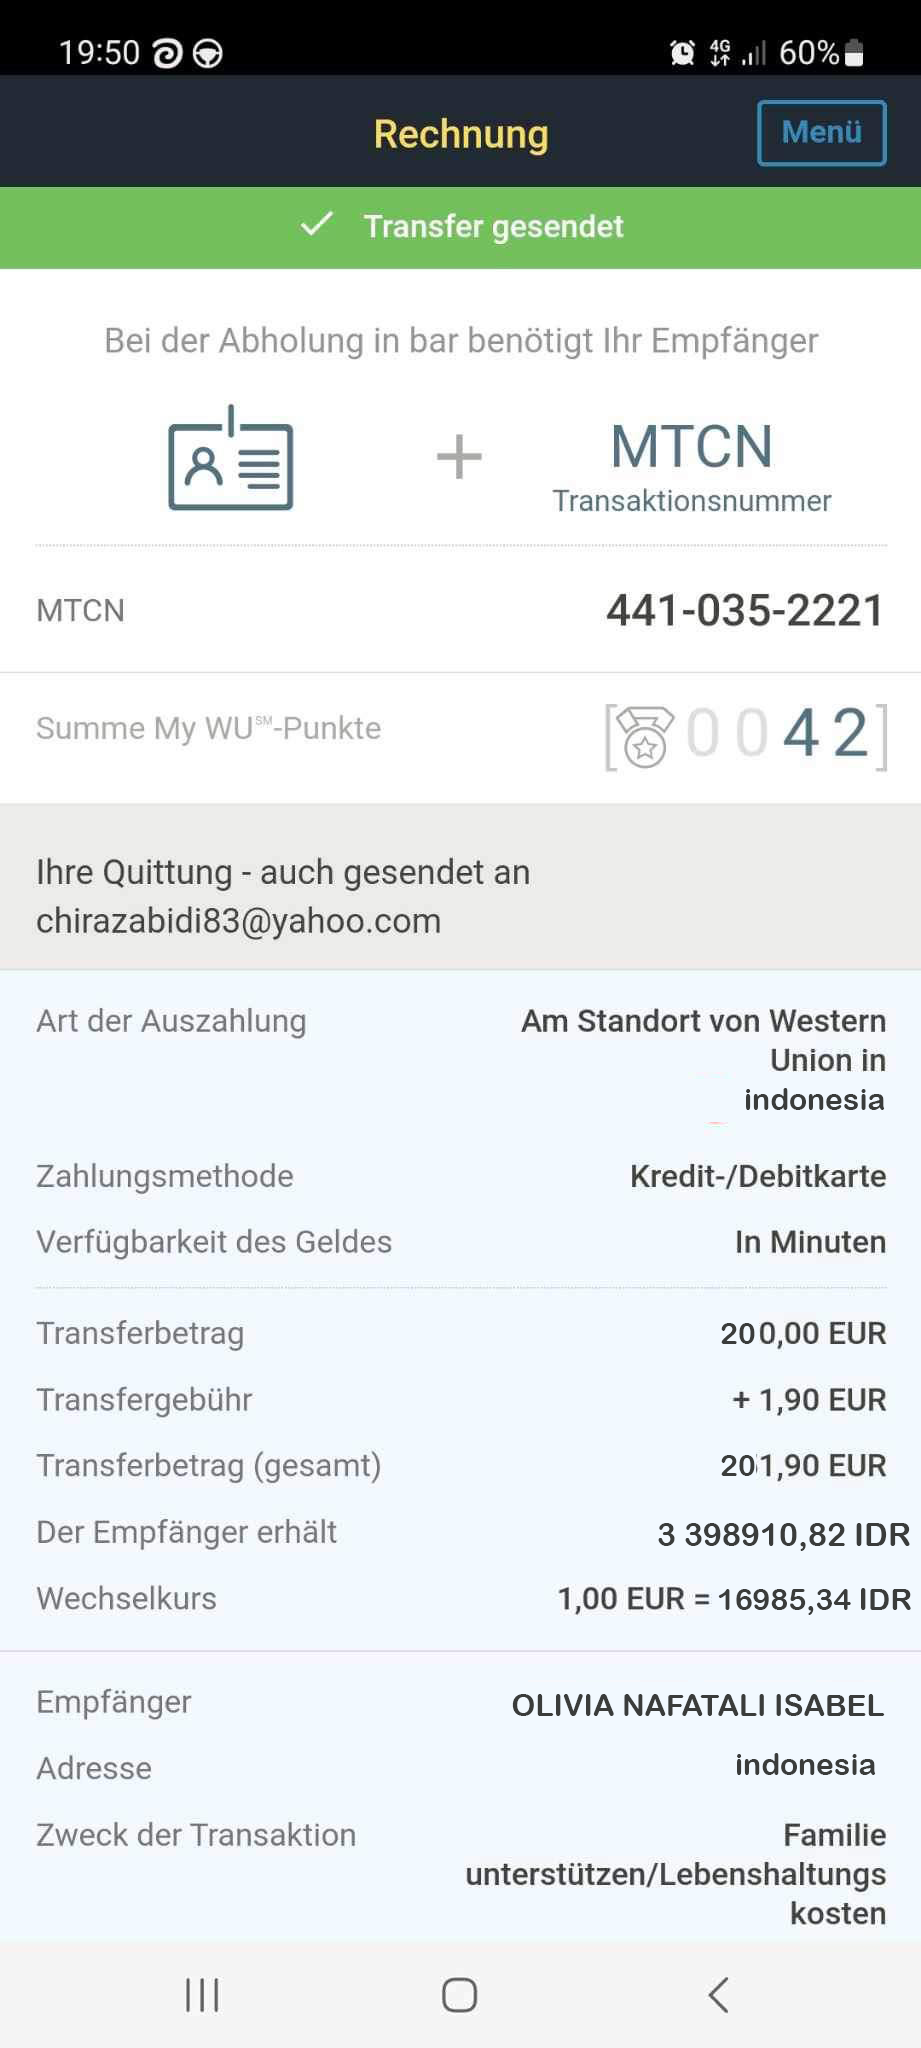 19:50 4G 60%
Rechnung Menü
Transfer gesendet
Bei der Abholung in bar benötigt Ihr Empfänger
MTCN
Transaktionsnummer
MTCN 441-035-2221
Summe My WU℠-Punkte [0042]
Ihre Quittung - auch gesendet an
chirazabidi83@yahoo.com
Art der Auszahlung Am Standort von Western
Union in
indonesia
Zahlungsmethode Kredit-/Debitkarte
Verfügbarkeit des Geldes In Minuten
Transferbetrag 200,00 EUR
Transfergebühr + 1,90 EUR
Transferbetrag (gesamt) 201,90 EUR
Der Empfänger erhält 3 398910,82 IDR
Wechselkurs 1,00 EUR = 16985,34 IDR
Empfänger OLIVIA NAFATALI ISABEL
Adresse indonesia
Zweck der Transaktion Familie
unterstützen/Lebenshaltungs
kosten